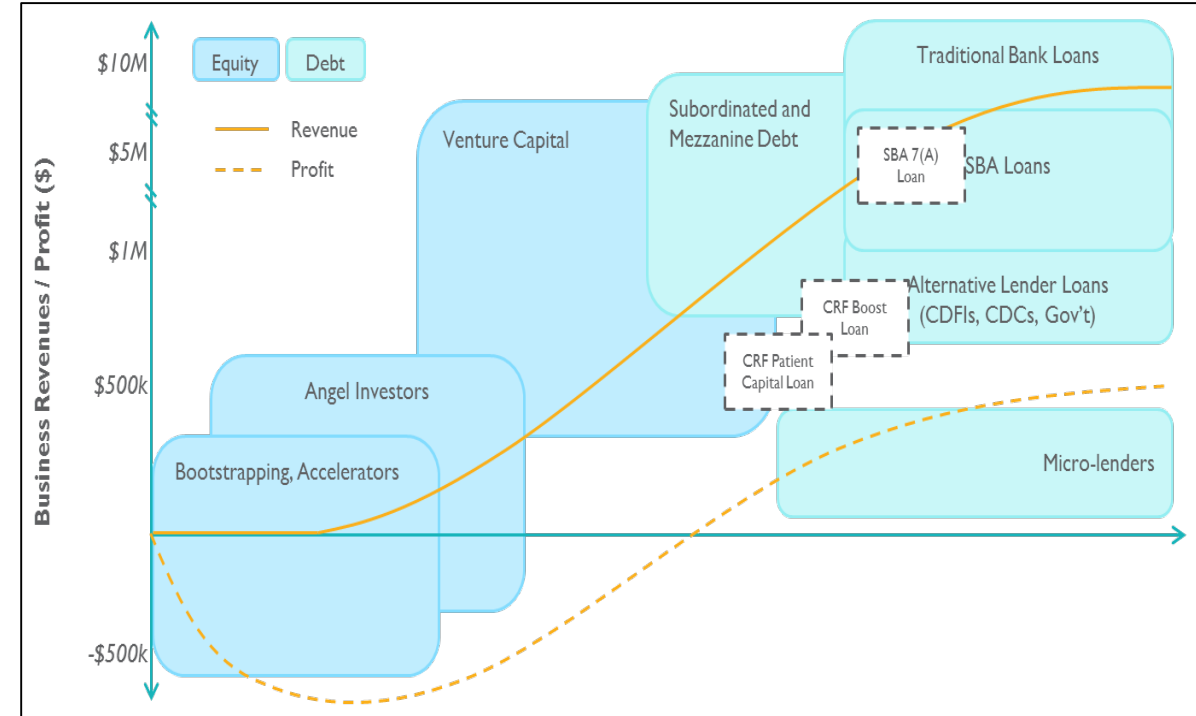 $10M
$5M
$1M
$500k
-$500k
Business Revenues / Profit ($)
Equity
Debt
Revenue
Profit
Venture Capital
Subordinated and
Mezzanine Debt
Traditional Bank Loans
SBA 7(A)
Loan
SBA Loans
Alternative Lender Loans
(CDFIs, CDCs, Gov't)
CRF Boost
Loan
CRF Patient
Capital Loan
Angel Investors
Bootstrapping, Accelerators
Micro-lenders